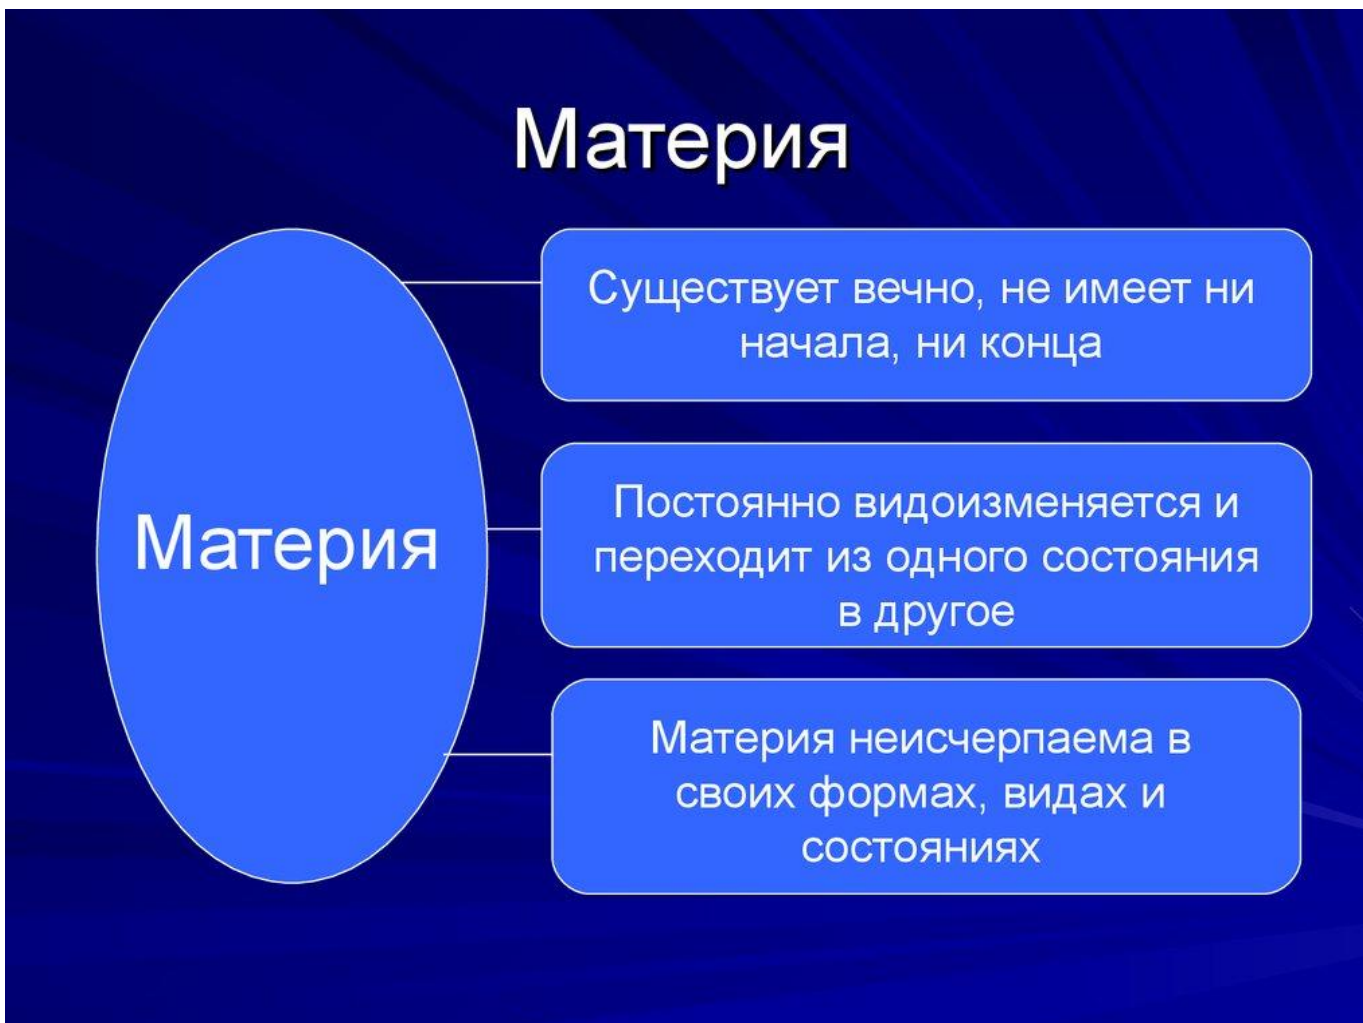 Материя
Материя
Существует вечно, не имеет ни
начала, ни конца
Постоянно видоизменяется и
переходит из одного состояния
в другое
Материя неисчерпаема в
своих формах, видах и
состояниях